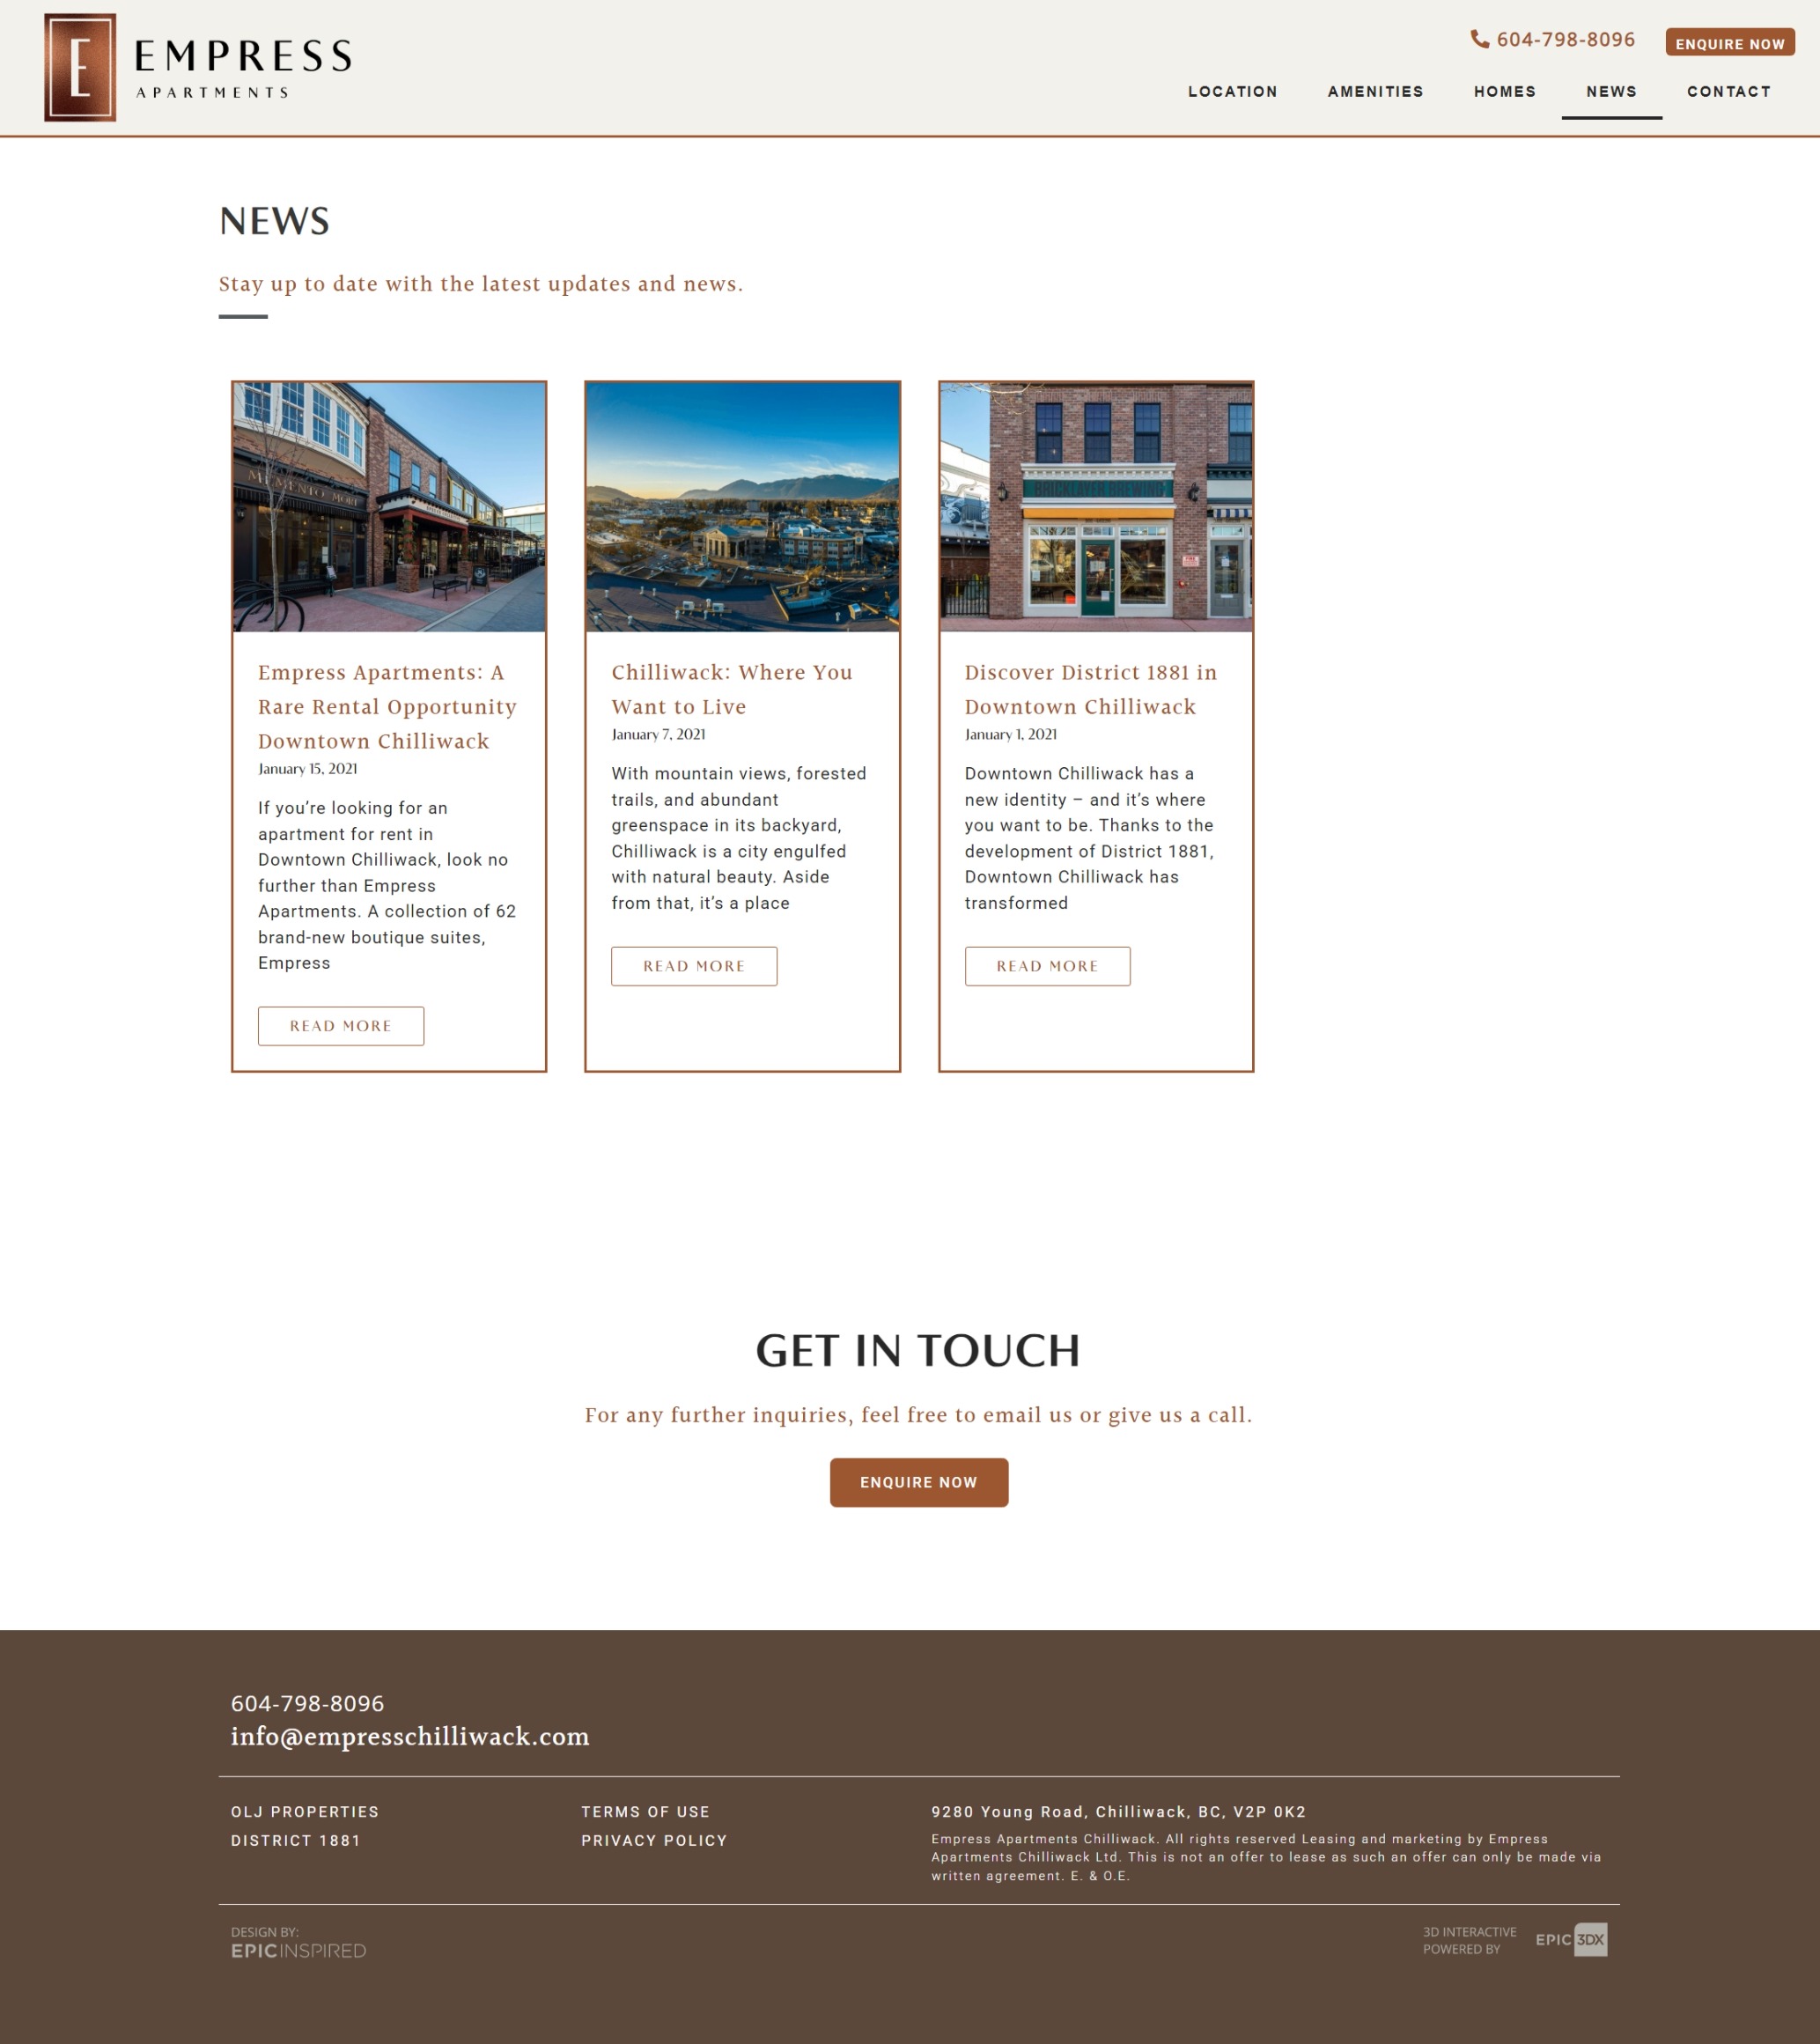 E EMPRESS
APARTMENTS
604-798-8096
ENQUIRE NOW
LOCATION AMENITIES HOMES NEWS CONTACT
NEWS
Stay up to date with the latest updates and news.
MEMENTO MORI
BRICKLAYER BREWING
Empress Apartments: A
Rare Rental Opportunity
Downtown Chilliwack
January 15, 2021
If you’re looking for an
apartment for rent in
Downtown Chilliwack, look no
further than Empress
Apartments. A collection of 62
brand-new boutique suites,
Empress
READ MORE
Chilliwack: Where You
Want to Live
January 7, 2021
With mountain views, forested
trails, and abundant
greenspace in its backyard,
Chilliwack is a city engulfed
with natural beauty. Aside
from that, it’s a place
READ MORE
Discover District 1881 in
Downtown Chilliwack
January 1, 2021
Downtown Chilliwack has a
new identity – and it’s where
you want to be. Thanks to the
development of District 1881,
Downtown Chilliwack has
transformed
READ MORE
GET IN TOUCH
For any further inquiries, feel free to email us or give us a call.
ENQUIRE NOW
604-798-8096
info@empresschilliwack.com
OLJ PROPERTIES
DISTRICT 1881
TERMS OF USE
PRIVACY POLICY
9280 Young Road, Chilliwack, BC, V2P 0K2
Empress Apartments Chilliwack. All rights reserved Leasing and marketing by Empress
Apartments Chilliwack Ltd. This is not an offer to lease as such an offer can only be made via
written agreement. E. & O.E.
DESIGN BY:
EPICINSPIRED
3D INTERACTIVE
POWERED BY
EPIC 3DX